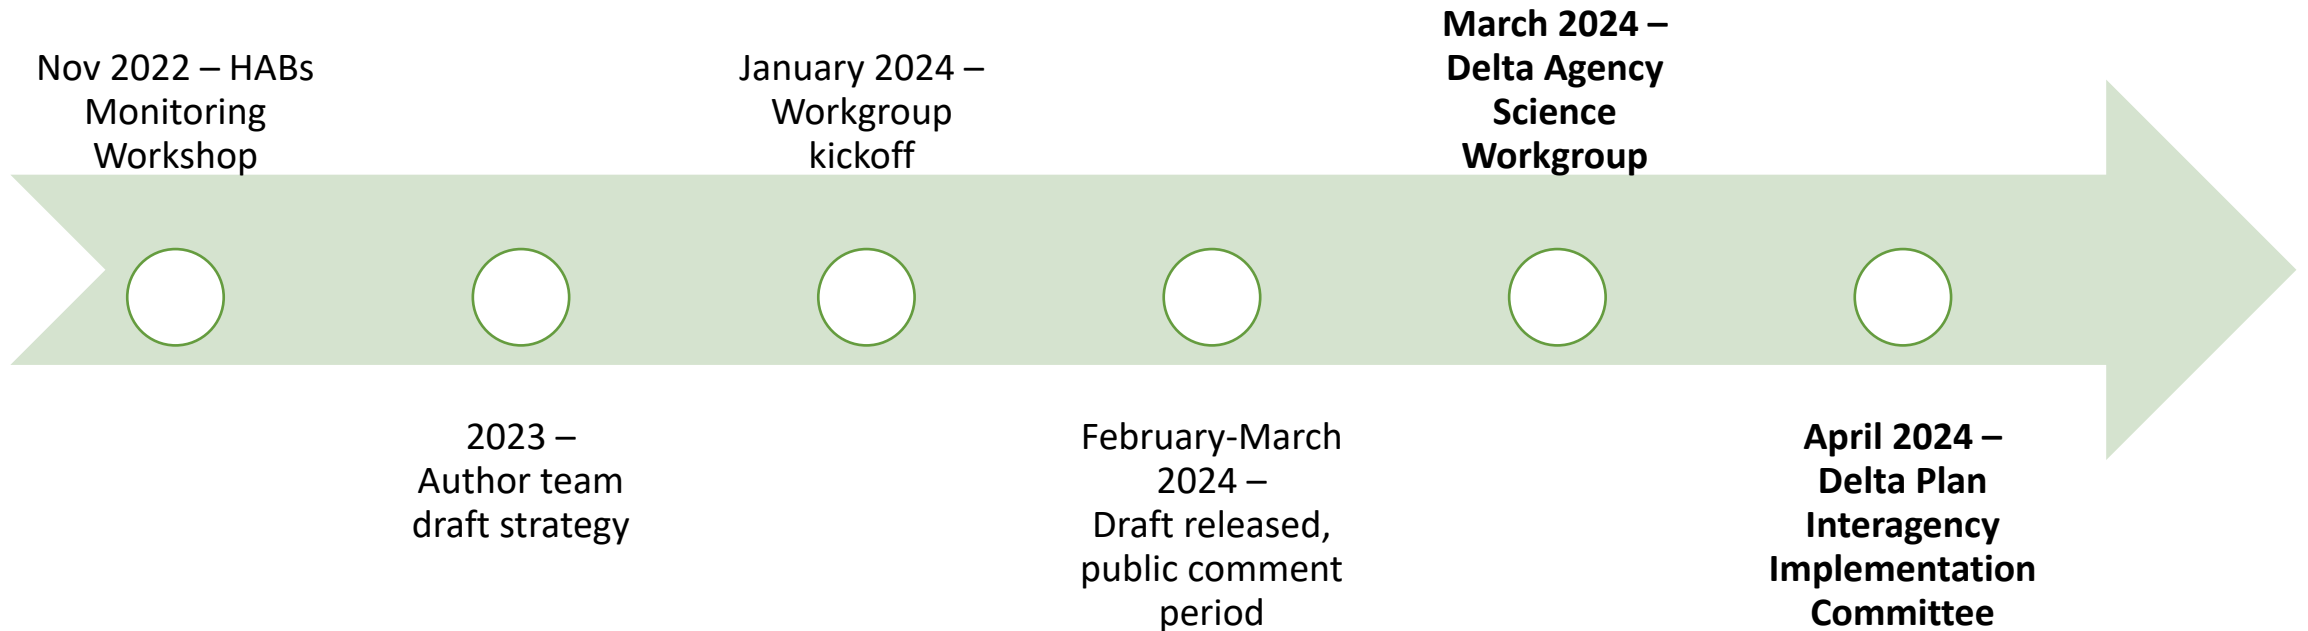 Nov 2022 – HABs
Monitoring
Workshop
2023 –
Author team
draft strategy
January 2024 –
Workgroup
kickoff
February-March
2024 –
Draft released,
public comment
period
March 2024 –
Delta Agency
Science
Workgroup
April 2024 –
Delta Plan
Interagency
Implementation
Committee